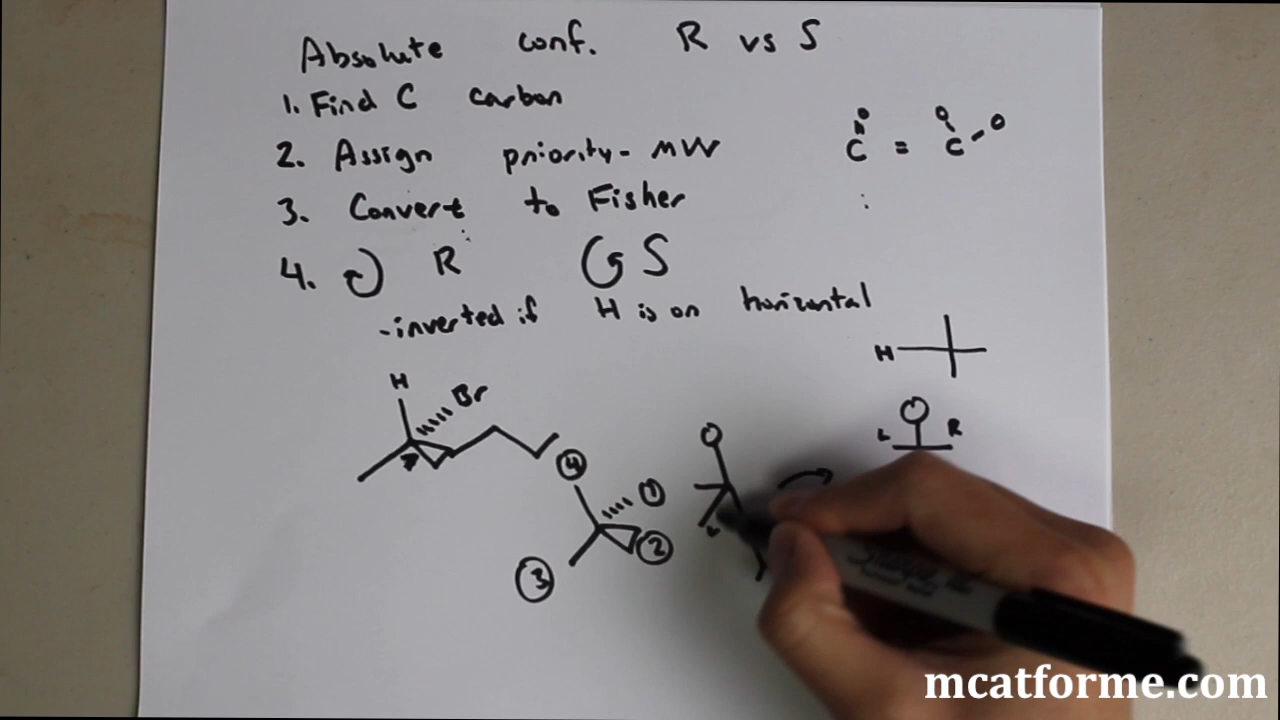 Absolute conf. R vs S
1. Find C carbon
2. Assign priority - MW
3. Convert to Fisher
4. R S
- inverted if H is on horizontal
O O O
C = C
H
H Br
L R
4 1
3 2
L
Sharpie
mcatforme.com